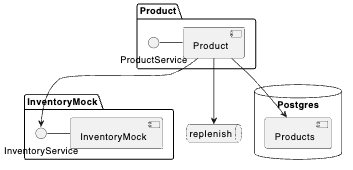 Product
ProductService
Product
InventoryMock
InventoryService
InventoryMock
replenish
Postgres
Products